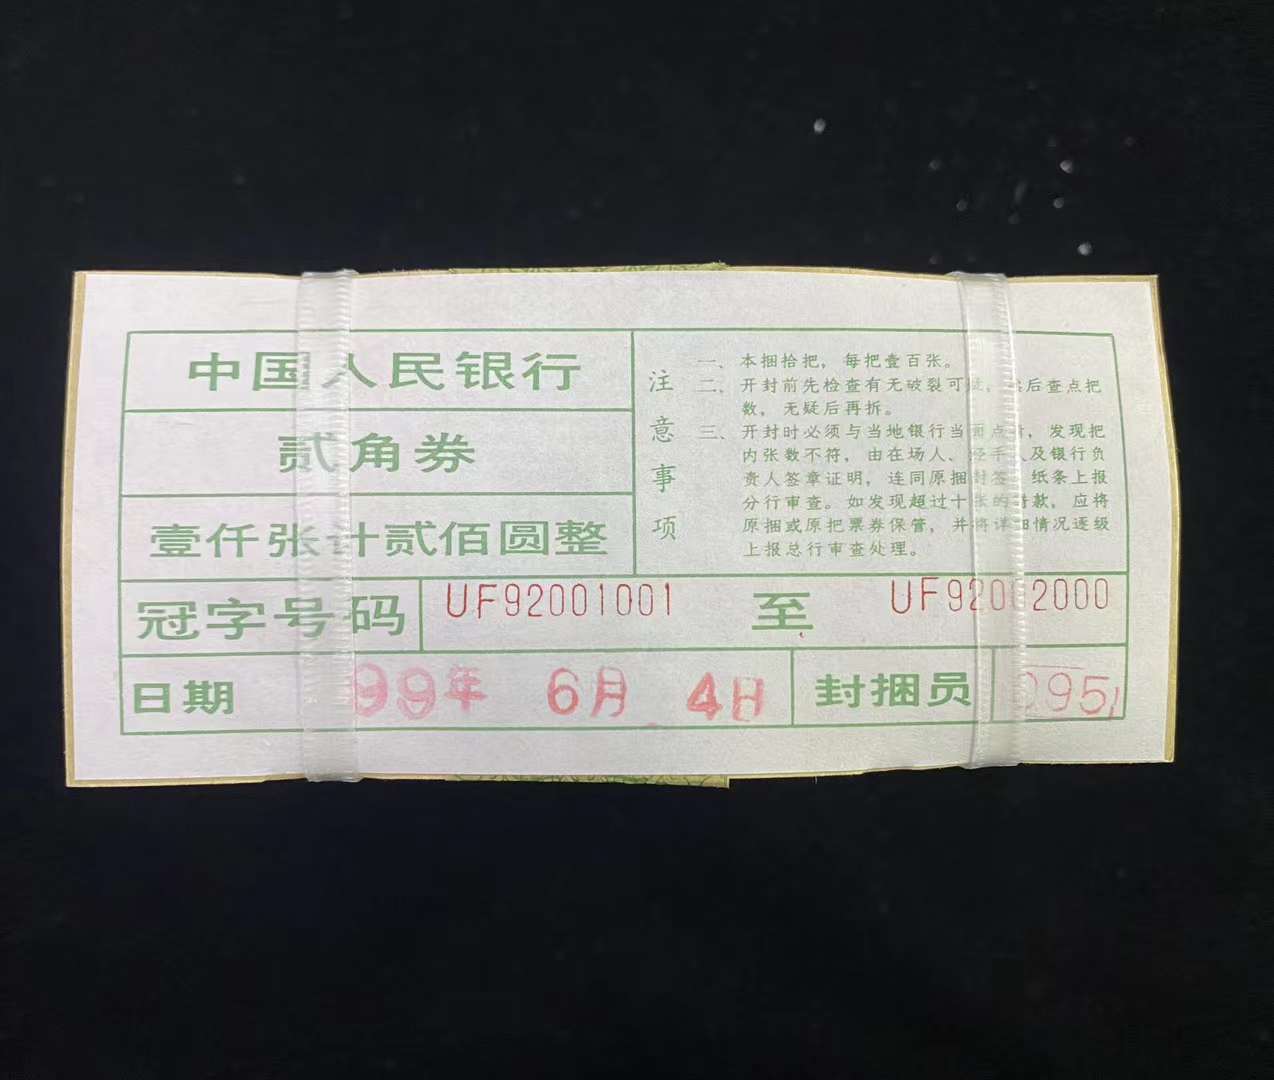 中国人民银行
贰角券
壹仟张计贰佰圆整
注意事项
一、本捆拾把，每把壹百张。
二、开封前先检查有无破裂可疑，然后查点把
数，无疑后再拆。
三、开封时必须与当地银行当面点清，发现把
内张数不符，由在场人、经手人及银行负
责人签章证明，连同原捆封签、纸条上报
分行审查。如发现超过十张的错款，应将
原捆或原把票券保管，并将详细情况逐级
上报总行审查处理。
冠字号码 UF92001001 至 UF92002000
日期 99年 6月 4日 封捆员 095